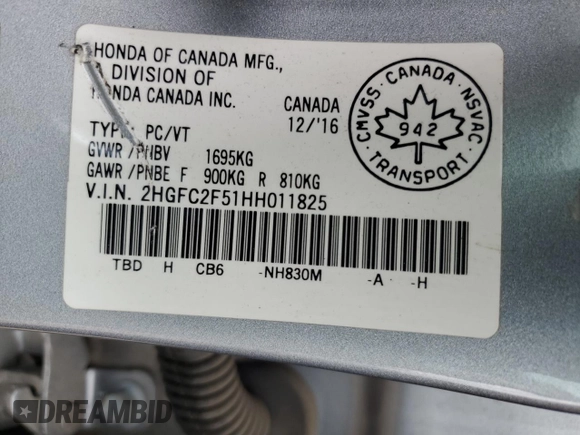 HONDA OF CANADA MFG.,
A DIVISION OF
HONDA CANADA INC. CANADA
12/'16
TYPE PC/VT
GVWR/PNBV 1695KG
GAWR/PNBE F 900KG R 810KG
V.I.N. 2HGFC2F51HH011825
TBD H CB6 -NH830M -A -H
CMVSS · CANADA · NSVAC
942
TRANSPORT
DREAMBID